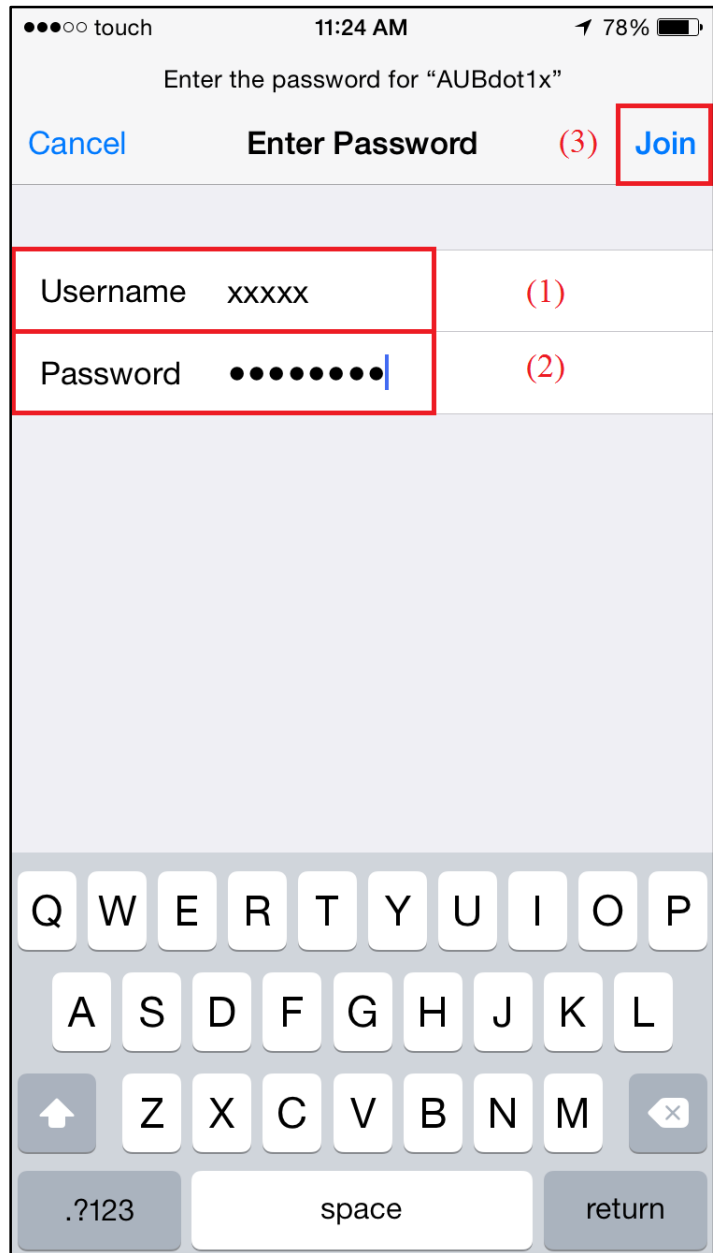 ●●●○○ touch 11:24 AM 78%
Enter the password for “AUBdot1x”
Cancel Enter Password (3) Join
Username xxxxx (1)
Password ●●●●●●●● (2)
Q W E R T Y U I O P
A S D F G H J K L
Z X C V B N M
.?123 space return